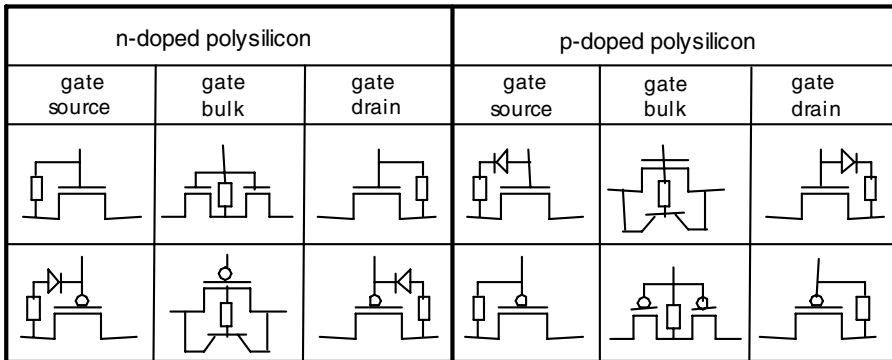 n-doped polysilicon
p-doped polysilicon
gate source
gate bulk
gate drain
gate source
gate bulk
gate drain